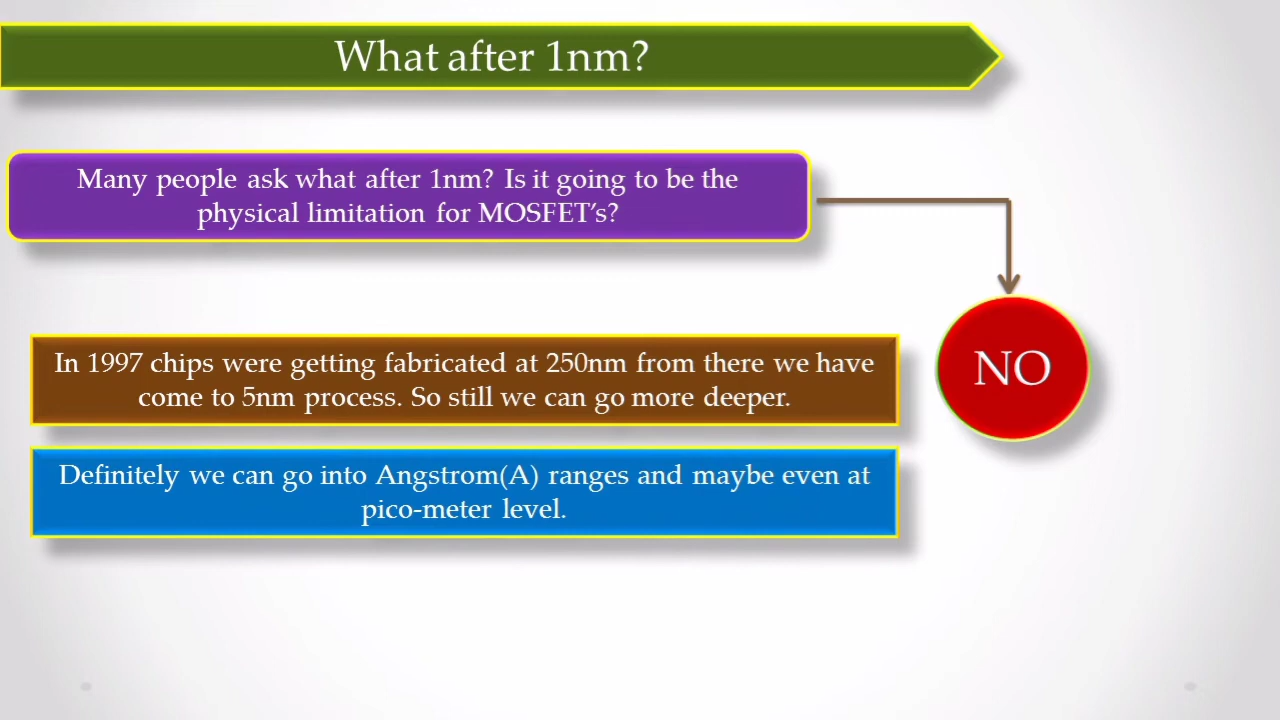 What after 1nm?
Many people ask what after 1nm? Is it going to be the
physical limitation for MOSFET’s?
NO
In 1997 chips were getting fabricated at 250nm from there we have
come to 5nm process. So still we can go more deeper.
Definitely we can go into Angstrom(A) ranges and maybe even at
pico-meter level.